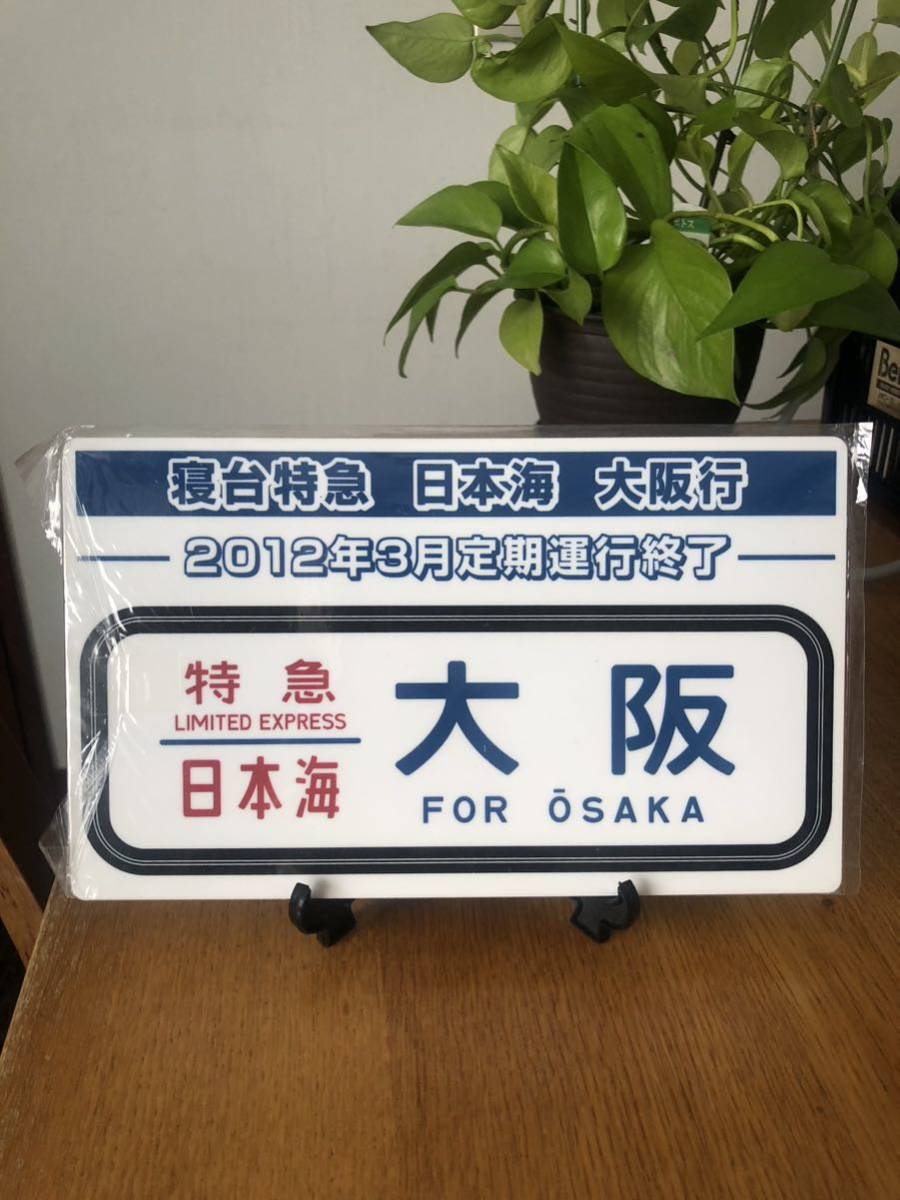 寝台特急 日本海 大阪行
2012年3月定期運行終了
特急
LIMITED EXPRESS
日本海
大阪
FOR ŌSAKA